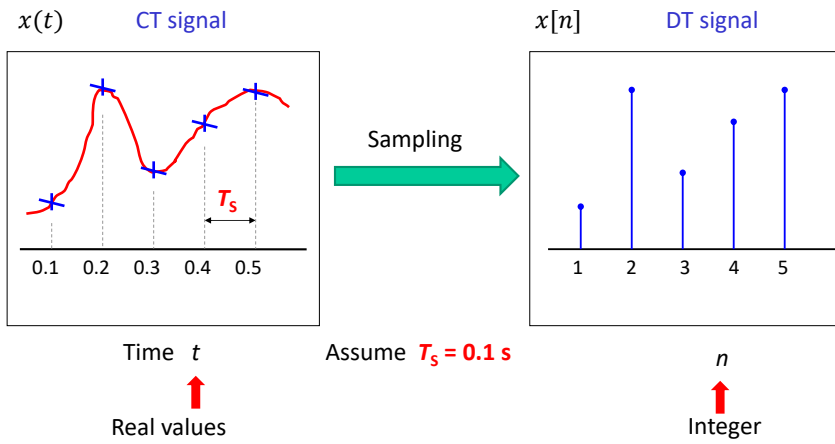 x(t) CT signal
x[n] DT signal
Sampling
T_S
0.1 0.2 0.3 0.4 0.5
1 2 3 4 5
Time t
Assume T_S = 0.1 s
n
Real values
Integer